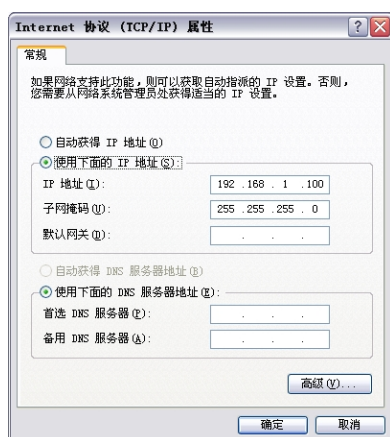 Internet 协议 (TCP/IP) 属性
常规
如果网络支持此功能，则可以获取自动指派的 IP 设置。否则，
您需要从网络系统管理员处获得适当的 IP 设置。
自动获得 IP 地址(O)
使用下面的 IP 地址(S):
IP 地址(I): 192 .168 . 1 .100
子网掩码(U): 255 .255 .255 . 0
默认网关(D): . . .
自动获得 DNS 服务器地址(B)
使用下面的 DNS 服务器地址(E):
首选 DNS 服务器(P): . . .
备用 DNS 服务器(A): . . .
高级(V)...
确定 取消